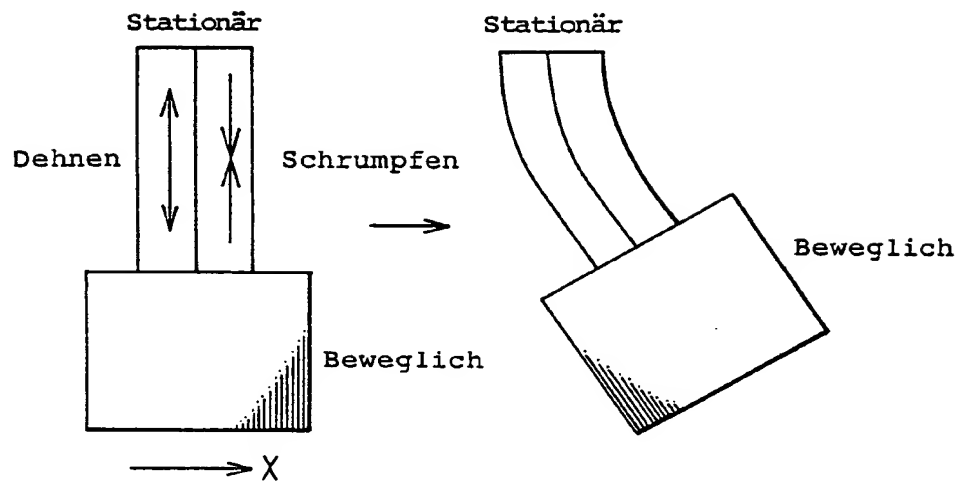 Stationär
Stationär
Dehnen
Schrumpfen
Beweglich
Beweglich
X